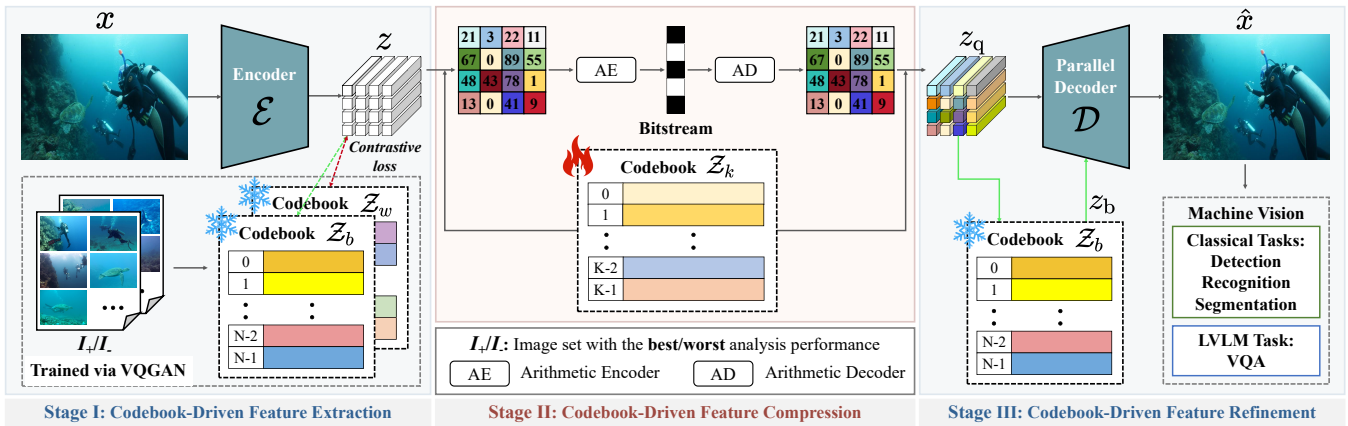 x
Encoder
ℰ
z
Contrastive
loss
Codebook 𝒵w
Codebook 𝒵b
0
1
N-2
N-1
...
I+/I-
Trained via VQGAN
21 3 22 11
67 0 89 55
48 43 78 1
13 0 41 9
AE
Bitstream
AD
21 3 22 11
67 0 89 55
48 43 78 1
13 0 41 9
Codebook 𝒵k
0
1
K-2
K-1
I+/I-: Image set with the best/worst analysis performance
AE Arithmetic Encoder AD Arithmetic Decoder
zq
Parallel
Decoder
𝒟
x̂
zb
Codebook 𝒵b
0
1
N-2
N-1
Machine Vision
Classical Tasks:
Detection
Recognition
Segmentation
LVLM Task:
VQA
Stage I: Codebook-Driven Feature Extraction
Stage II: Codebook-Driven Feature Compression
Stage III: Codebook-Driven Feature Refinement